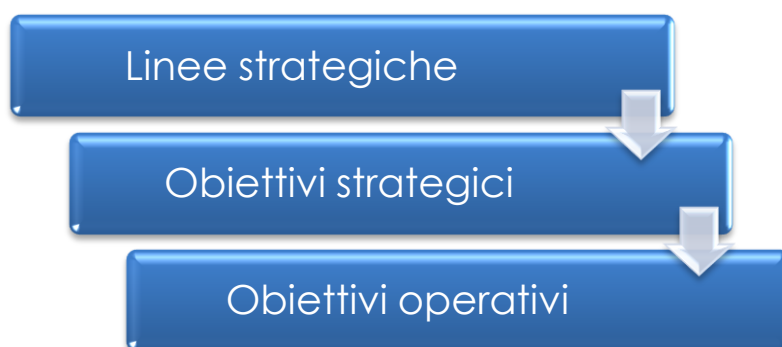 Linee strategiche
Obiettivi strategici
Obiettivi operativi